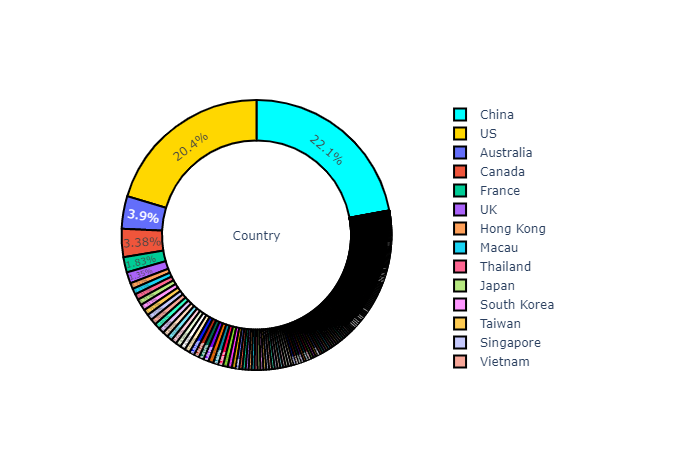 22.1%
20.4%
3.9%
3.38%
1.83%
Country
China
US
Australia
Canada
France
UK
Hong Kong
Macau
Thailand
Japan
South Korea
Taiwan
Singapore
Vietnam